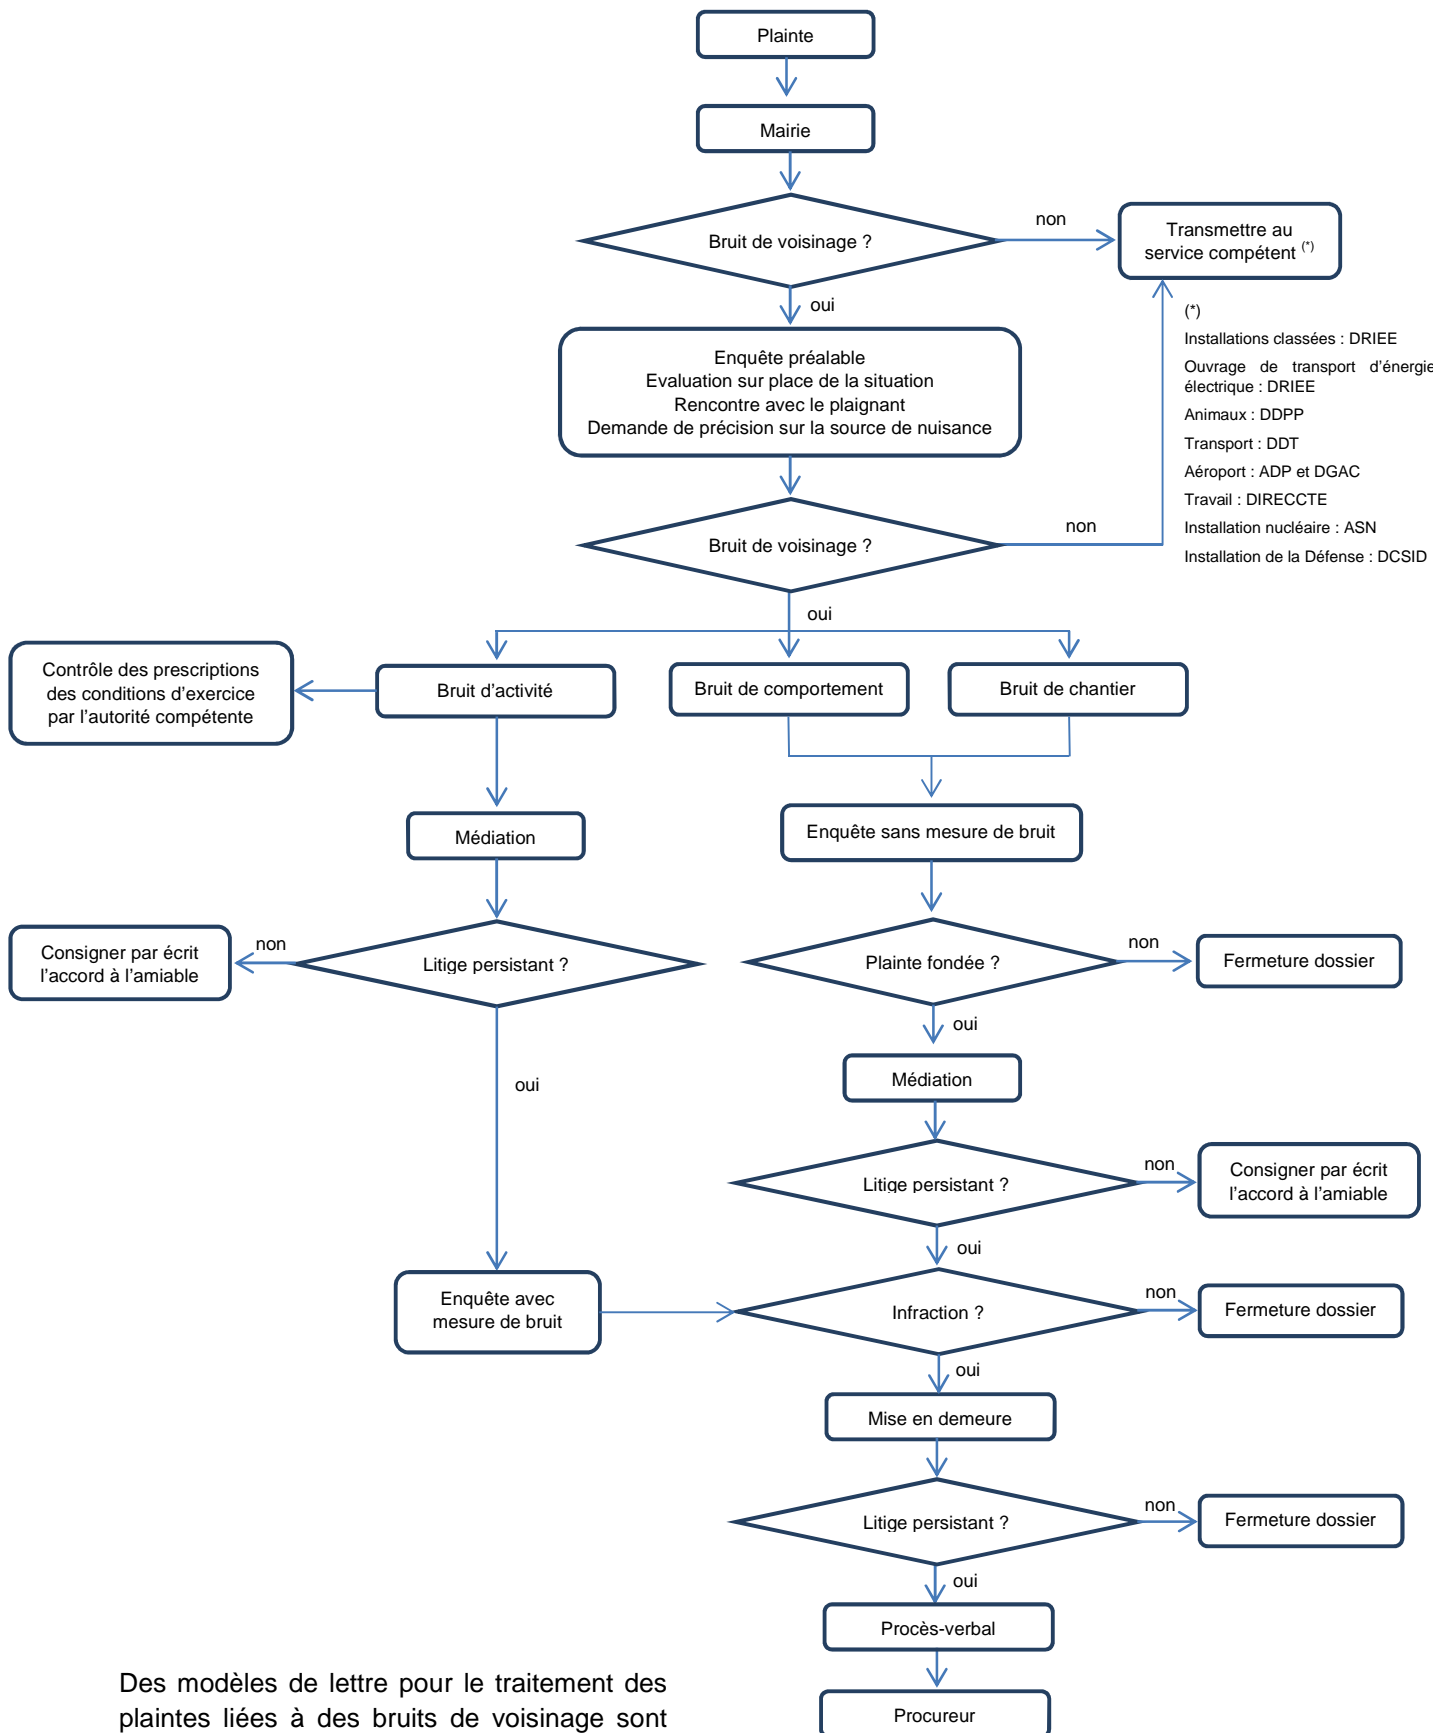 Plainte
Mairie
Bruit de voisinage ?
non
Transmettre au
service compétent (*)
oui
(*)
Installations classées : DRIEE
Ouvrage de transport d'énergie
électrique : DRIEE
Animaux : DDPP
Transport : DDT
Aéroport : ADP et DGAC
Travail : DIRECCTE
Installation nucléaire : ASN
Installation de la Défense : DCSID
Enquête préalable
Evaluation sur place de la situation
Rencontre avec le plaignant
Demande de précision sur la source de nuisance
Bruit de voisinage ?
non
oui
Contrôle des prescriptions
des conditions d'exercice
par l'autorité compétente
Bruit d'activité
Bruit de comportement
Bruit de chantier
Médiation
Enquête sans mesure de bruit
Consigner par écrit
l'accord à l'amiable
non
Litige persistant ?
Plainte fondée ?
non
Fermeture dossier
oui
Médiation
oui
Litige persistant ?
non
Consigner par écrit
l'accord à l'amiable
oui
Enquête avec
mesure de bruit
Infraction ?
non
Fermeture dossier
oui
Mise en demeure
Litige persistant ?
non
Fermeture dossier
oui
Procès-verbal
Procureur
Des modèles de lettre pour le traitement des
plaintes liées à des bruits de voisinage sont